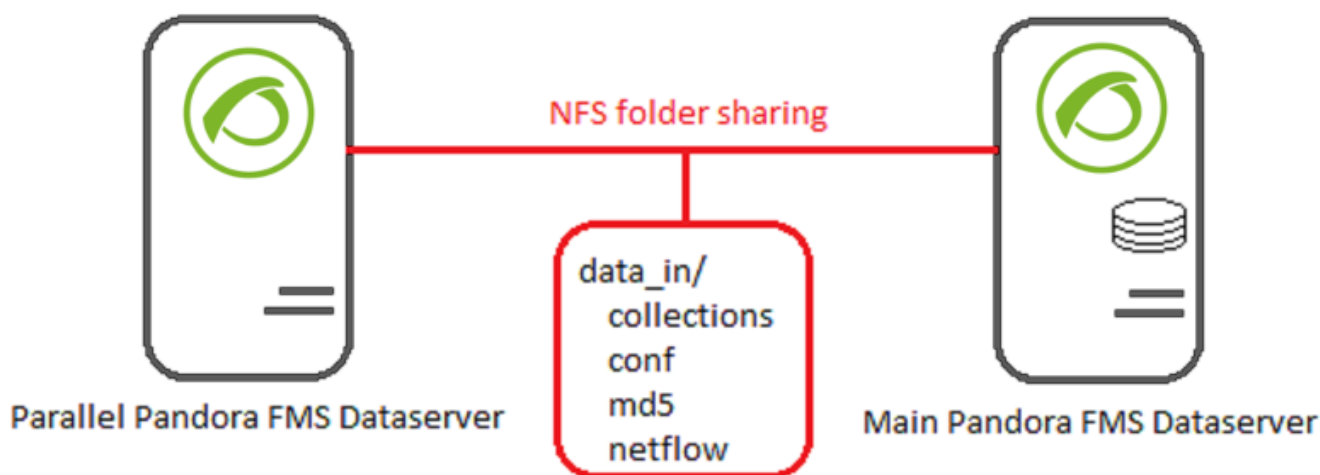 NFS folder sharing
data_in/
collections
conf
md5
netflow
Parallel Pandora FMS Dataserver
Main Pandora FMS Dataserver